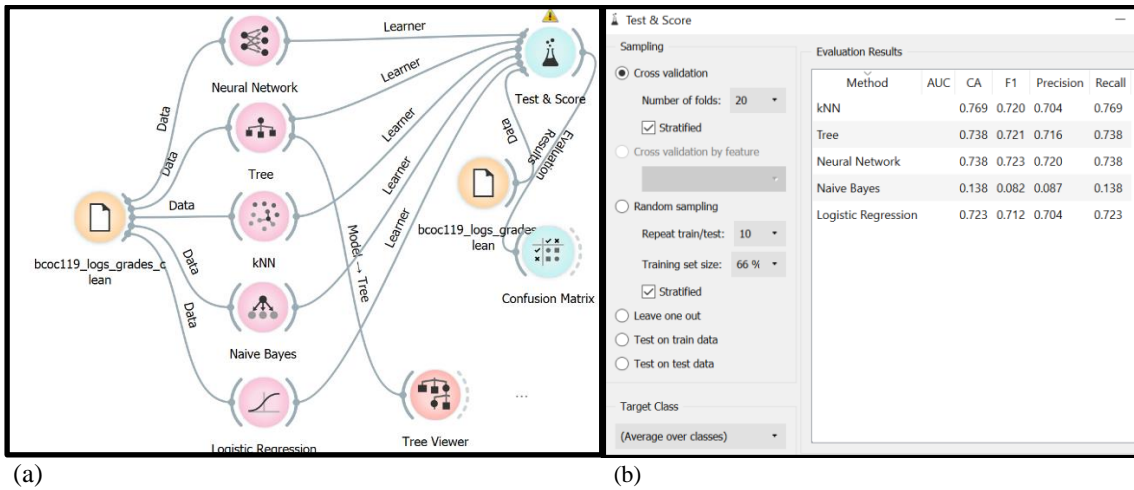 Learner
Neural Network
Learner
Test & Score
Data
Data
Tree
Learner
Data
Evaluation
Results
Learner
Data
bcoc119_logs_grades_c
lean
kNN
Learner
bcoc119_logs_grades
lean
Model → Tree
Data
Confusion Matrix
Data
Naive Bayes
Logistic Regression
Tree Viewer
...
(a)
Test & Score
Sampling
Cross validation
Number of folds: 20
Stratified
Cross validation by feature
Random sampling
Repeat train/test: 10
Training set size: 66 %
Stratified
Leave one out
Test on train data
Test on test data
Target Class
(Average over classes)
Evaluation Results
Method AUC CA F1 Precision Recall
kNN 0.769 0.720 0.704 0.769
Tree 0.738 0.721 0.716 0.738
Neural Network 0.738 0.723 0.720 0.738
Naive Bayes 0.138 0.082 0.087 0.138
Logistic Regression 0.723 0.712 0.704 0.723
(b)